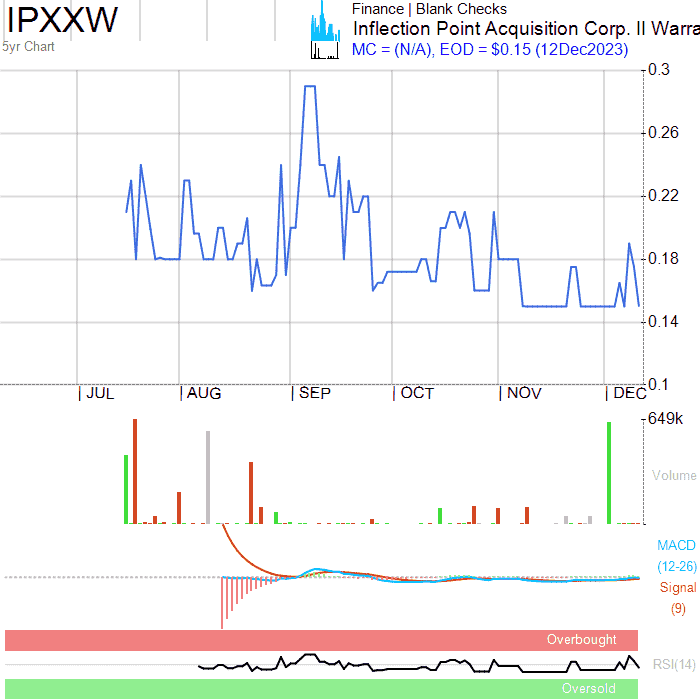 IPXXW
5yr Chart
Finance | Blank Checks
Inflection Point Acquisition Corp. II Warra
MC = (N/A), EOD = $0.15 (12Dec2023)
0.3
0.26
0.22
0.18
0.14
0.1
| JUL | AUG | SEP | OCT | NOV | DEC
649k
Volume
MACD
(12-26)
Signal
(9)
Overbought
RSI(14)
Oversold